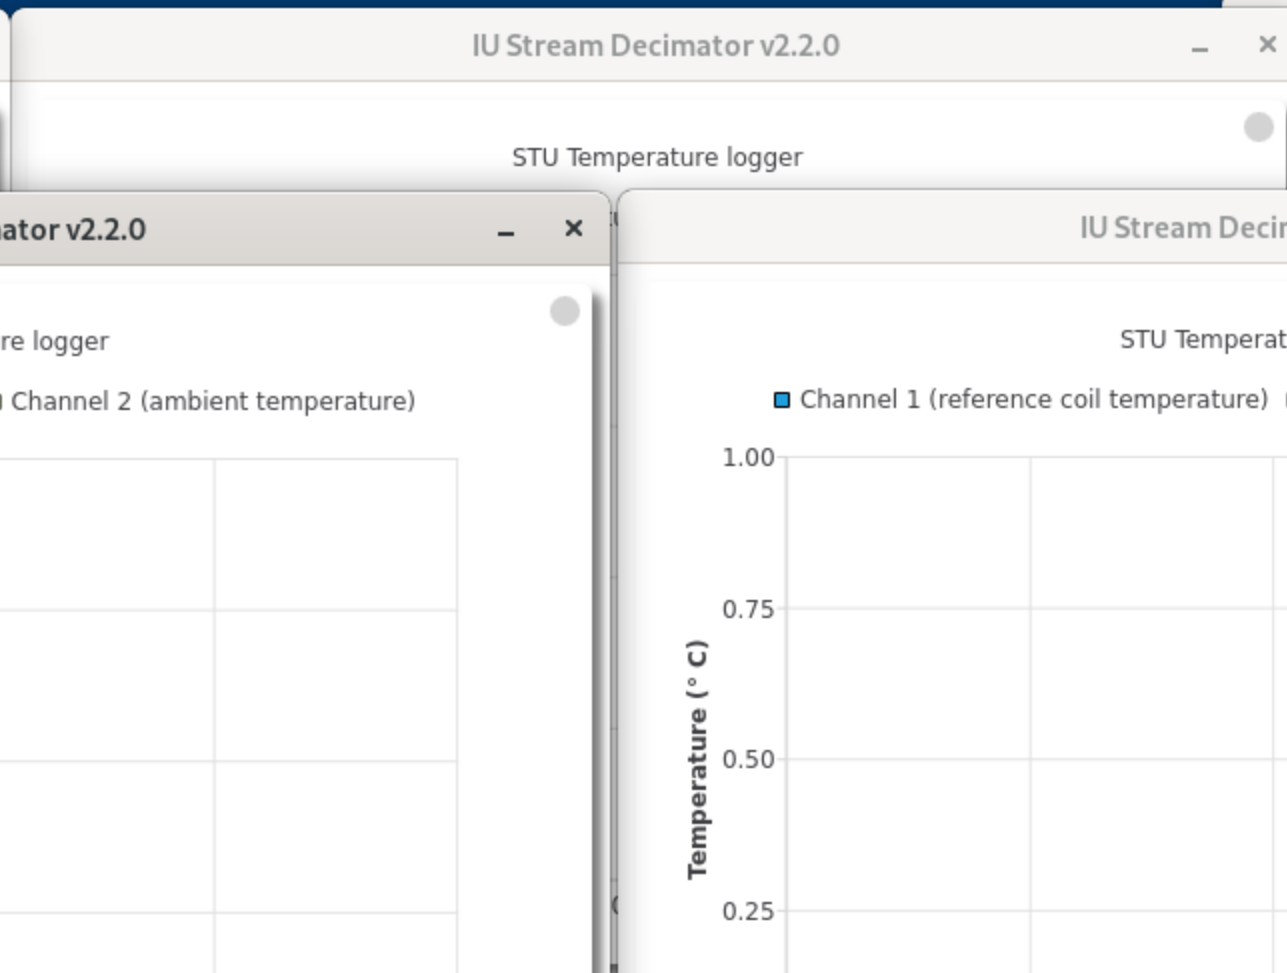 IU Stream Decimator v2.2.0
STU Temperature logger
ator v2.2.0
re logger
Channel 2 (ambient temperature)
IU Stream Deci
STU Temperat
Channel 1 (reference coil temperature)
1.00
0.75
0.50
0.25
Temperature (° C)